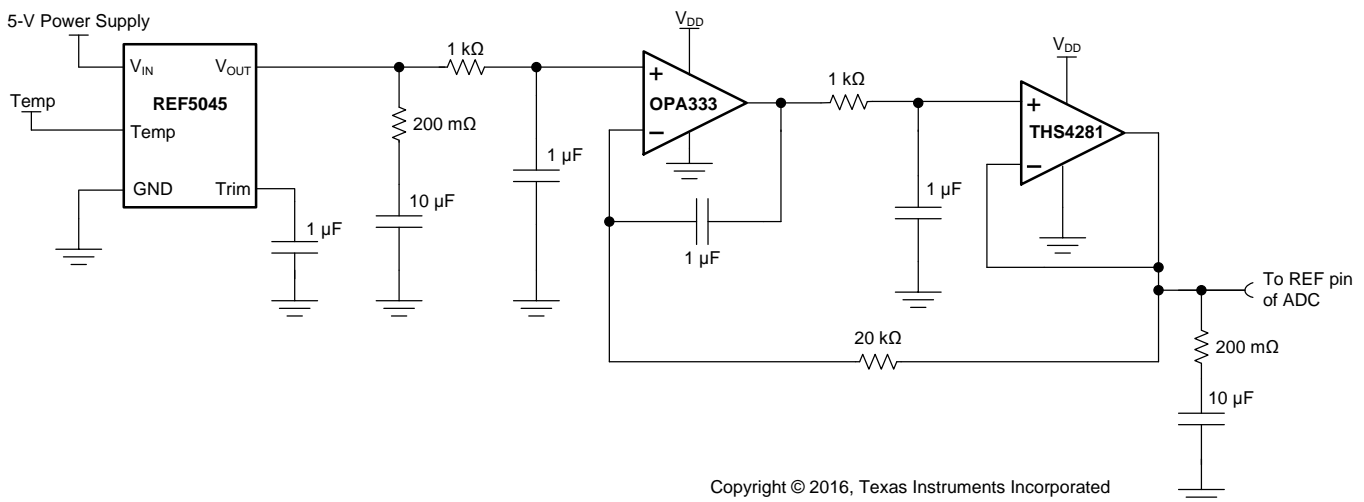 5-V Power Supply
V_IN
V_OUT
REF5045
Temp
Temp
GND
Trim
1 µF
200 mΩ
10 µF
1 kΩ
1 µF
V_DD
+
OPA333
−
1 µF
1 kΩ
1 µF
V_DD
+
THS4281
−
20 kΩ
To REF pin
of ADC
200 mΩ
10 µF
Copyright © 2016, Texas Instruments Incorporated